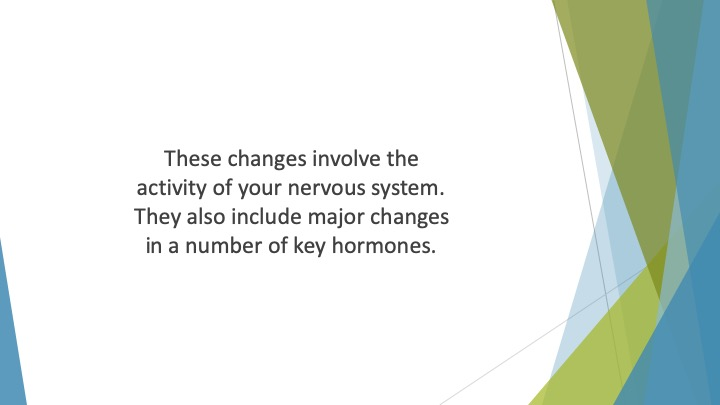 These changes involve the
activity of your nervous system.
They also include major changes
in a number of key hormones.